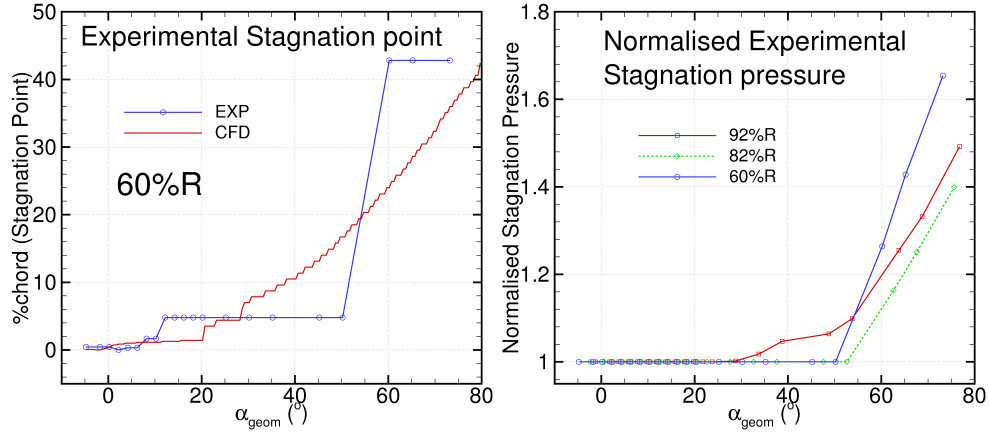 Experimental Stagnation point
EXP
CFD
60%R
%chord (Stagnation Point)
50
40
30
20
10
0
0
20
40
60
80
αgeom (°)
Normalised Experimental
Stagnation pressure
92%R
82%R
60%R
Normalised Stagnation Pressure
1.8
1.6
1.4
1.2
1
0
20
40
60
80
αgeom (°)